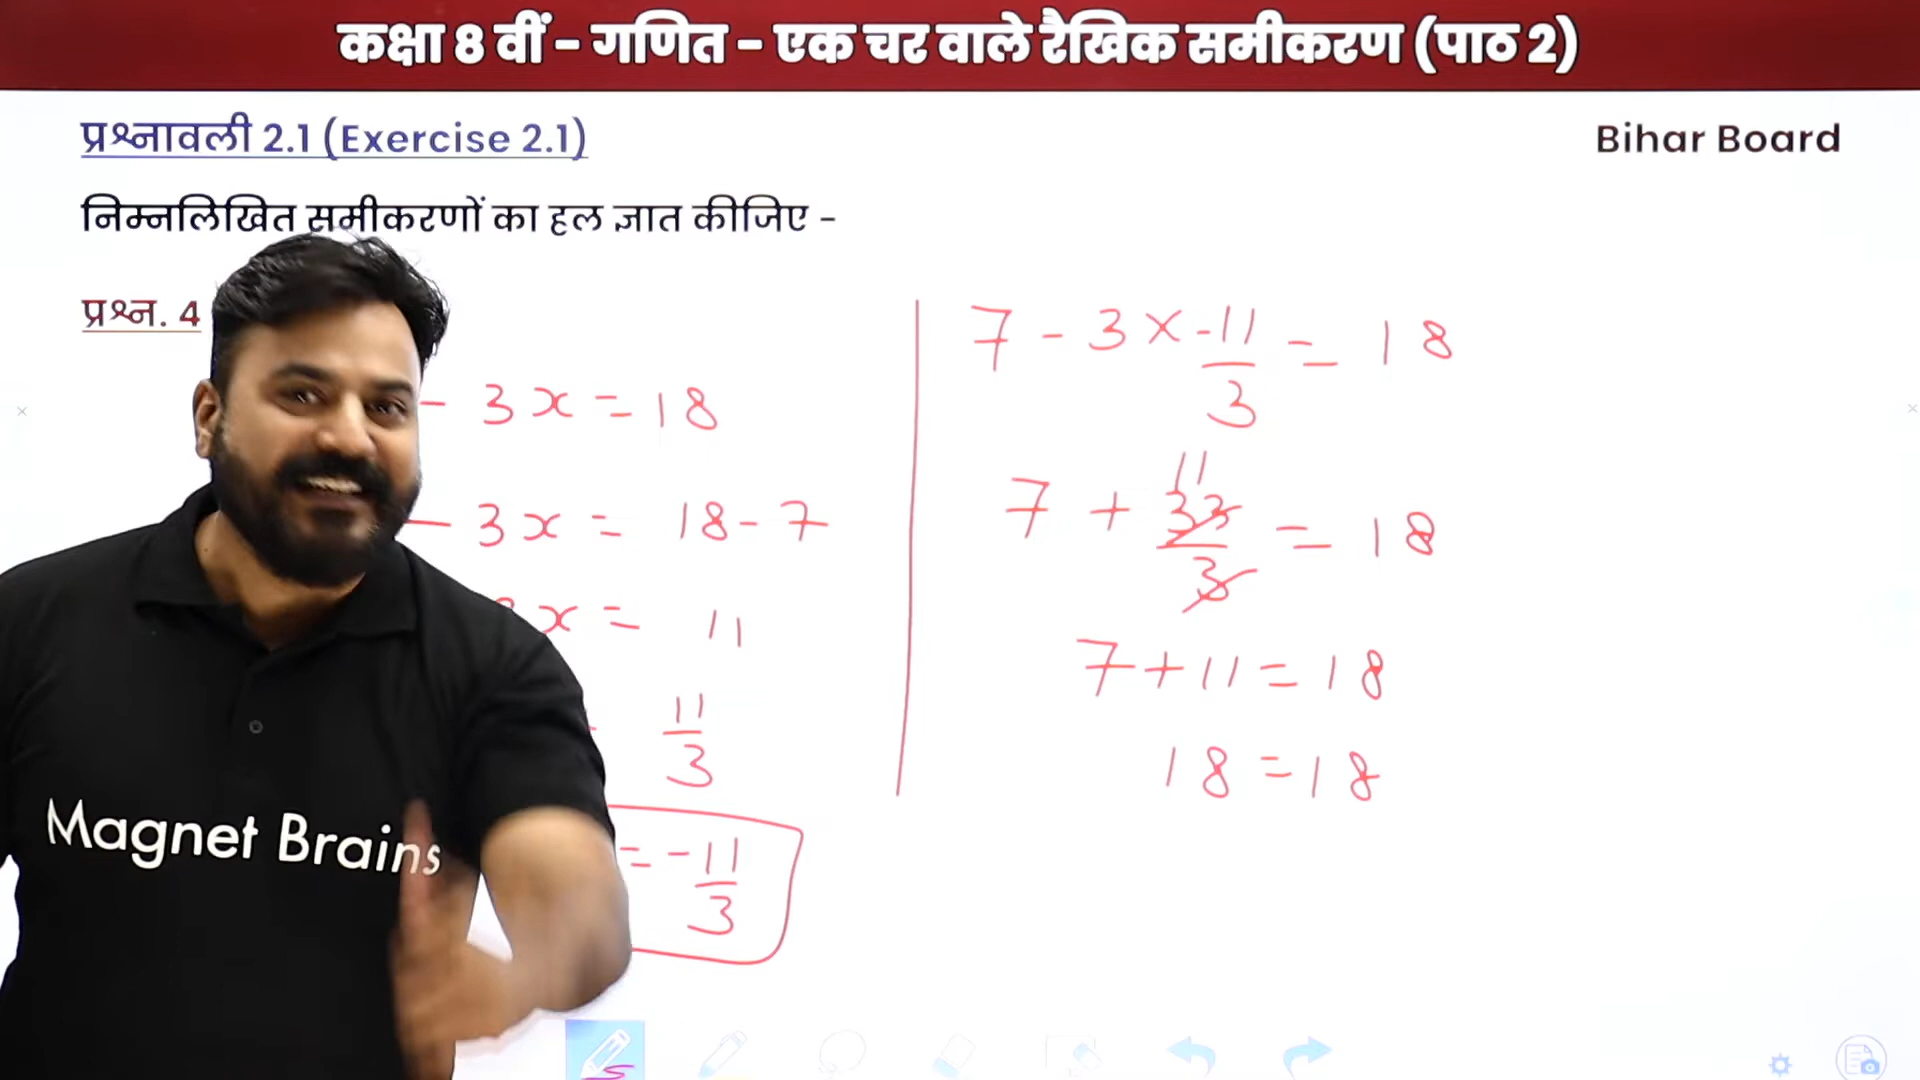 कक्षा 8 वीं - गणित - एक चर वाले रैखिक समीकरण (पाठ 2)
प्रश्नावली 2.1 (Exercise 2.1)
Bihar Board
निम्नलिखित समीकरणों का हल ज्ञात कीजिए -
प्रश्न. 4
- 3x = 18
- 3x = 18 - 7
x = 11
11/3
= -11/3
7 - 3 × -11/3 = 18
7 + 33/3 = 18
11
7 + 11 = 18
18 = 18
Magnet Brains